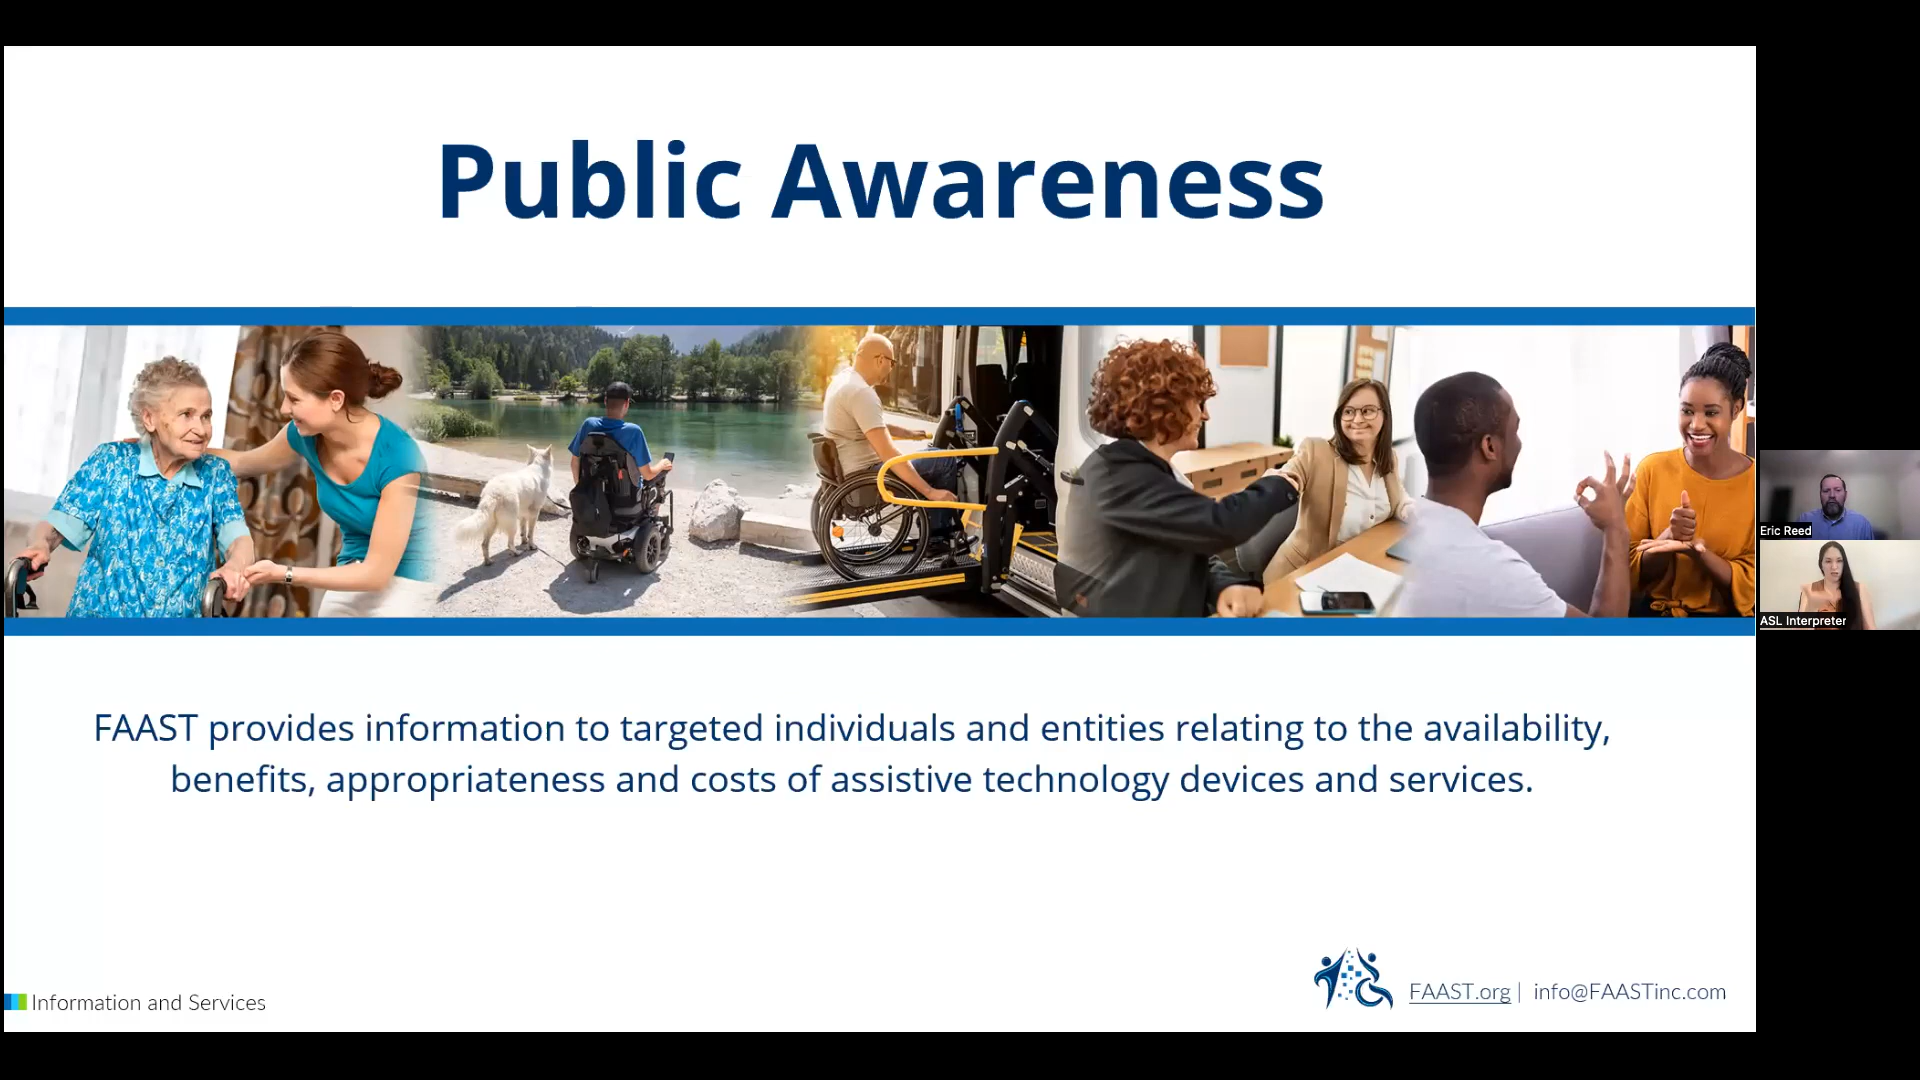 Public Awareness
FAAST provides information to targeted individuals and entities relating to the availability,
benefits, appropriateness and costs of assistive technology devices and services.
Information and Services
FAAST.org | info@FAASTinc.com
Eric Reed
ASL Interpreter